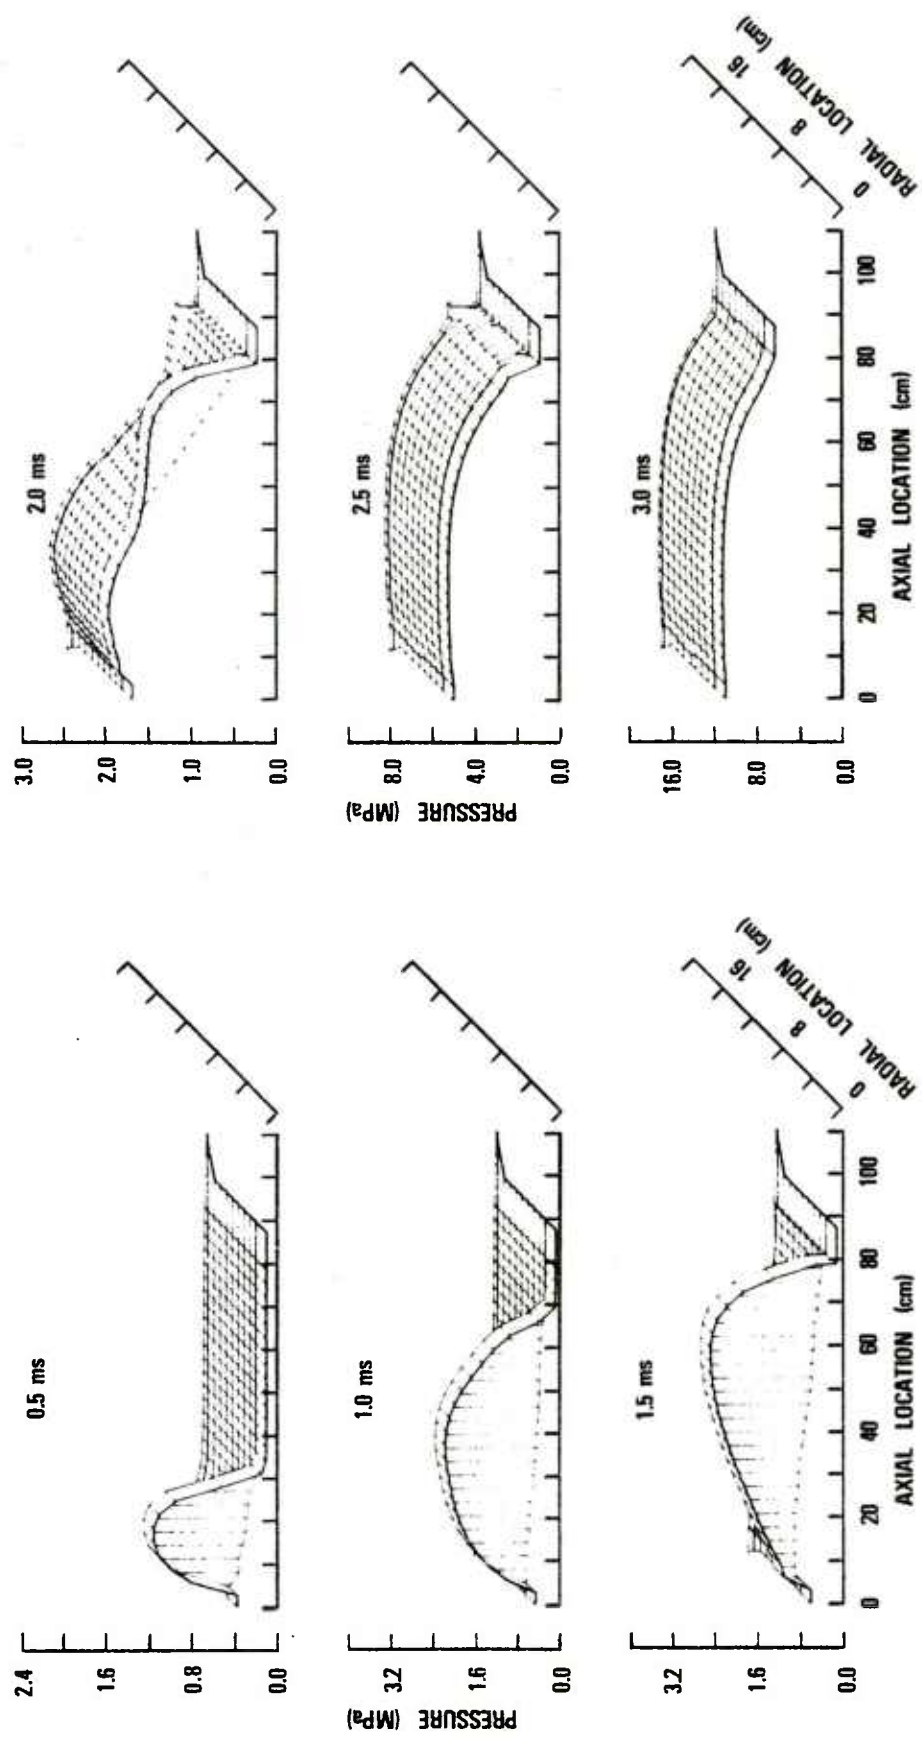 0.5 ms
2.4
1.6
0.8
0.0
PRESSURE (MPa)
1.0 ms
3.2
1.6
0.0
1.5 ms
3.2
1.6
0.0
0 20 40 60 80 100
AXIAL LOCATION (cm)
0 8 16
RADIAL LOCATION (cm)
2.0 ms
3.0
2.0
1.0
0.0
PRESSURE (MPa)
2.5 ms
8.0
4.0
0.0
3.0 ms
16.0
8.0
0.0
0 20 40 60 80 100
AXIAL LOCATION (cm)
0 8 16
RADIAL LOCATION (cm)